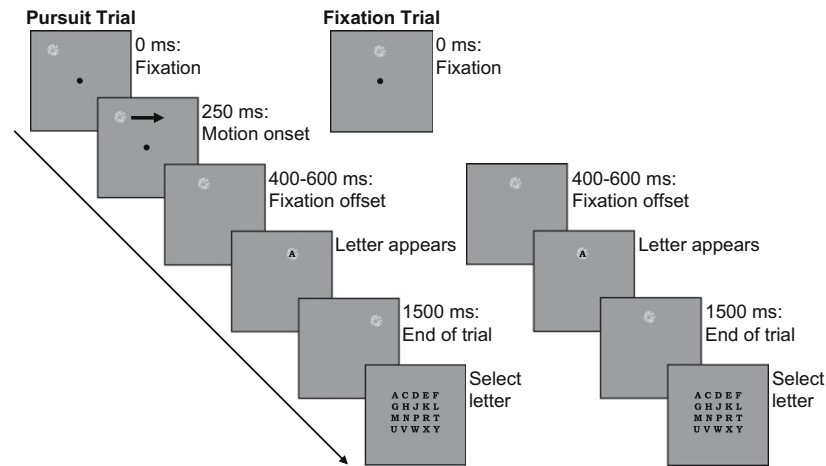 Pursuit Trial
0 ms:
Fixation
250 ms:
Motion onset
400-600 ms:
Fixation offset
A
Letter appears
1500 ms:
End of trial
A C D E F
G H J K L
M N P R T
U V W X Y
Select
letter
Fixation Trial
0 ms:
Fixation
400-600 ms:
Fixation offset
A
Letter appears
1500 ms:
End of trial
A C D E F
G H J K L
M N P R T
U V W X Y
Select
letter